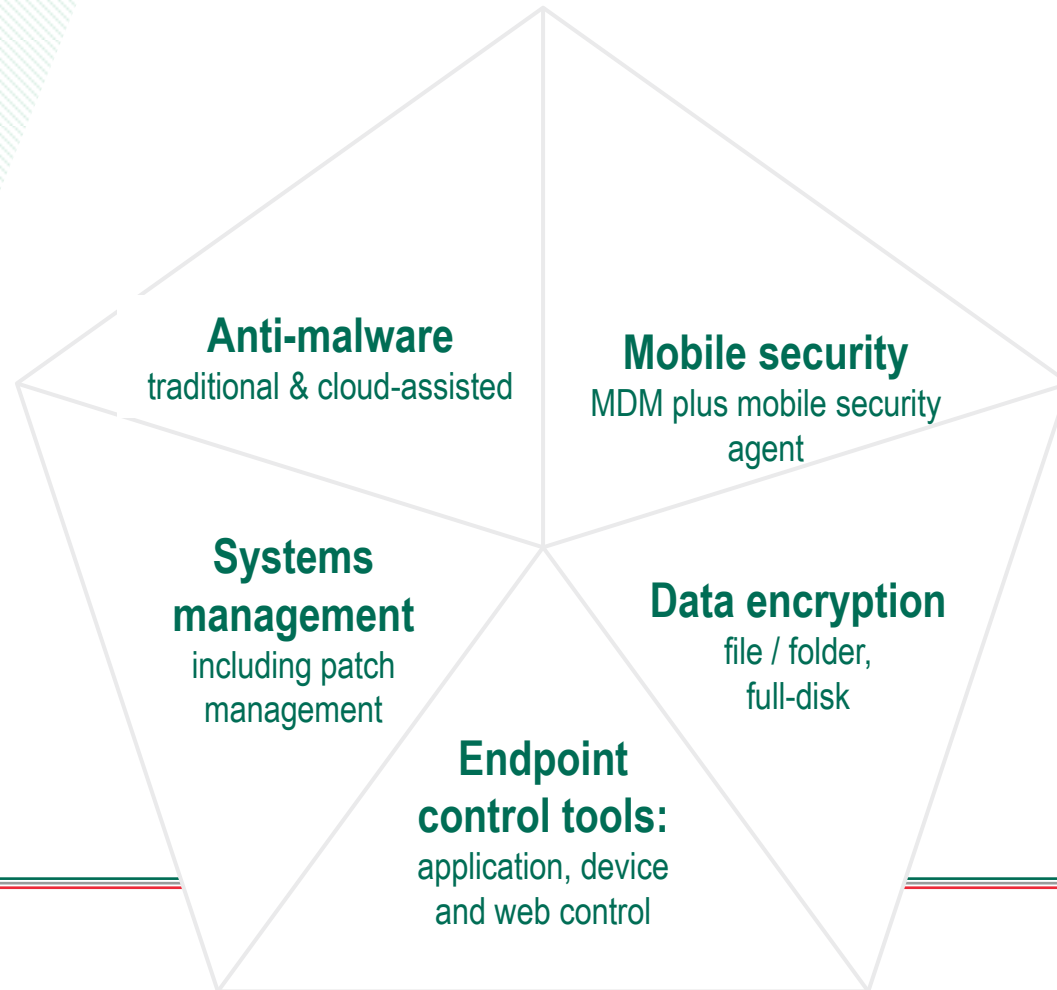 Anti-malware
traditional & cloud-assisted
Mobile security
MDM plus mobile security
agent
Systems
management
including patch
management
Data encryption
file / folder,
full-disk
Endpoint
control tools:
application, device
and web control